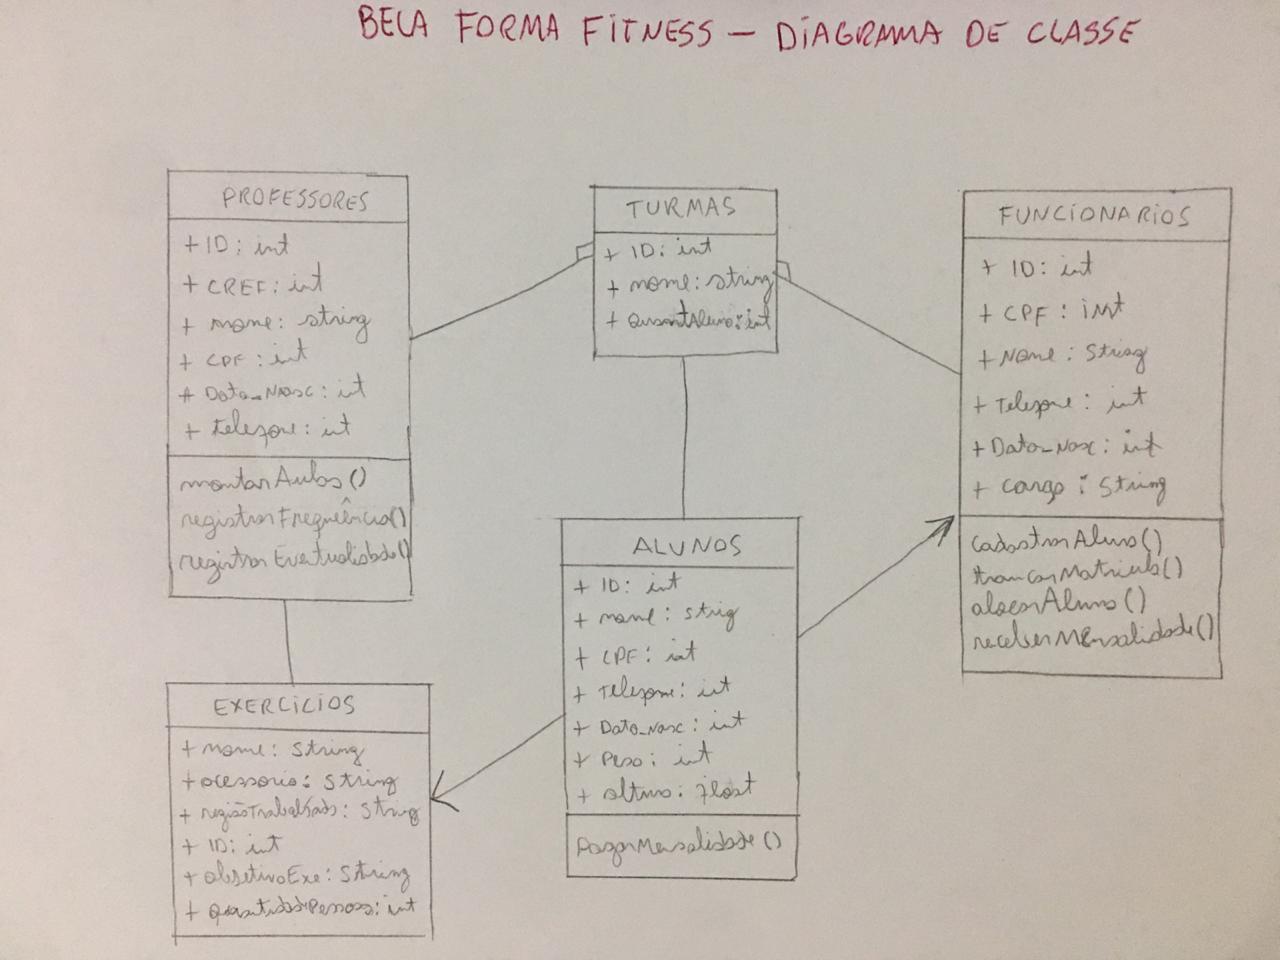 BELA FORMA FITNESS — DIAGRAMA DE CLASSE
PROFESSORES
+ ID: int
+ CREF: int
+ nome: string
+ CPF: int
+ Data_Nasc: int
+ telefone: int
montarAulas()
registrarFrequência()
registrarEventualidade()
TURMAS
+ ID: int
+ nome: string
+ QuantAluno: int
FUNCIONARIOS
+ ID: int
+ CPF: int
+ Nome: String
+ Telefone: int
+ Data_Nasc: int
+ Cargo: String
cadastrarAluno()
trancarMatricula()
alocarAluno()
receberMensalidade()
ALUNOS
+ ID: int
+ nome: strig
+ CPF: int
+ Telefone: int
+ Data_Nasc: int
+ Peso: int
+ altura: float
PagarMensalidade()
EXERCICIOS
+ nome: String
+ acessorio: String
+ regiãoTrabalhada: String
+ ID: int
+ objetivoExe: String
+ QuantidadePessoas: int